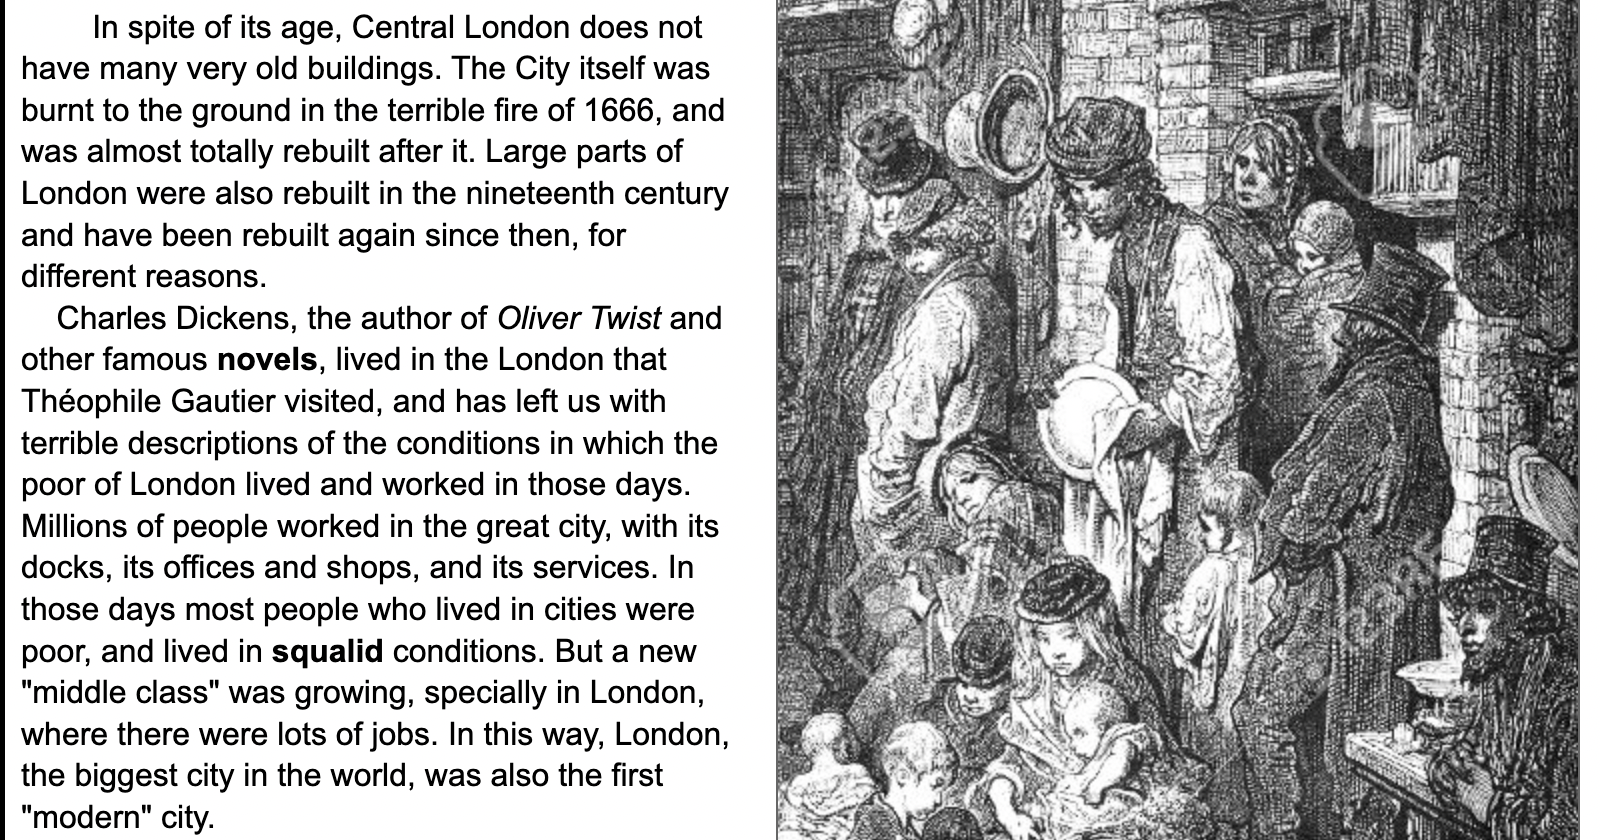 In spite of its age, Central London does not
have many very old buildings. The City itself was
burnt to the ground in the terrible fire of 1666, and
was almost totally rebuilt after it. Large parts of
London were also rebuilt in the nineteenth century
and have been rebuilt again since then, for
different reasons.
Charles Dickens, the author of Oliver Twist and
other famous novels, lived in the London that
Théophile Gautier visited, and has left us with
terrible descriptions of the conditions in which the
poor of London lived and worked in those days.
Millions of people worked in the great city, with its
docks, its offices and shops, and its services. In
those days most people who lived in cities were
poor, and lived in squalid conditions. But a new
"middle class" was growing, specially in London,
where there were lots of jobs. In this way, London,
the biggest city in the world, was also the first
"modern" city.